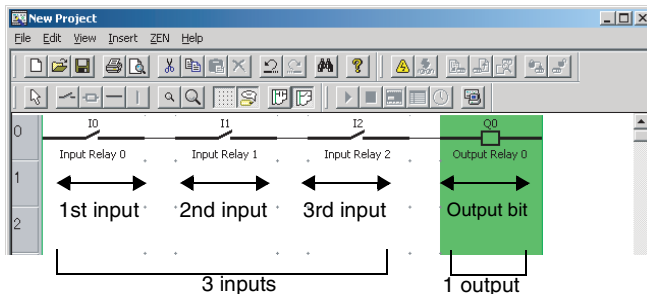 New Project
File Edit View Insert ZEN Help
0 I0 I1 I2 Q0
Input Relay 0 Input Relay 1 Input Relay 2 Output Relay 0
1
1st input 2nd input 3rd input Output bit
2
3 inputs 1 output